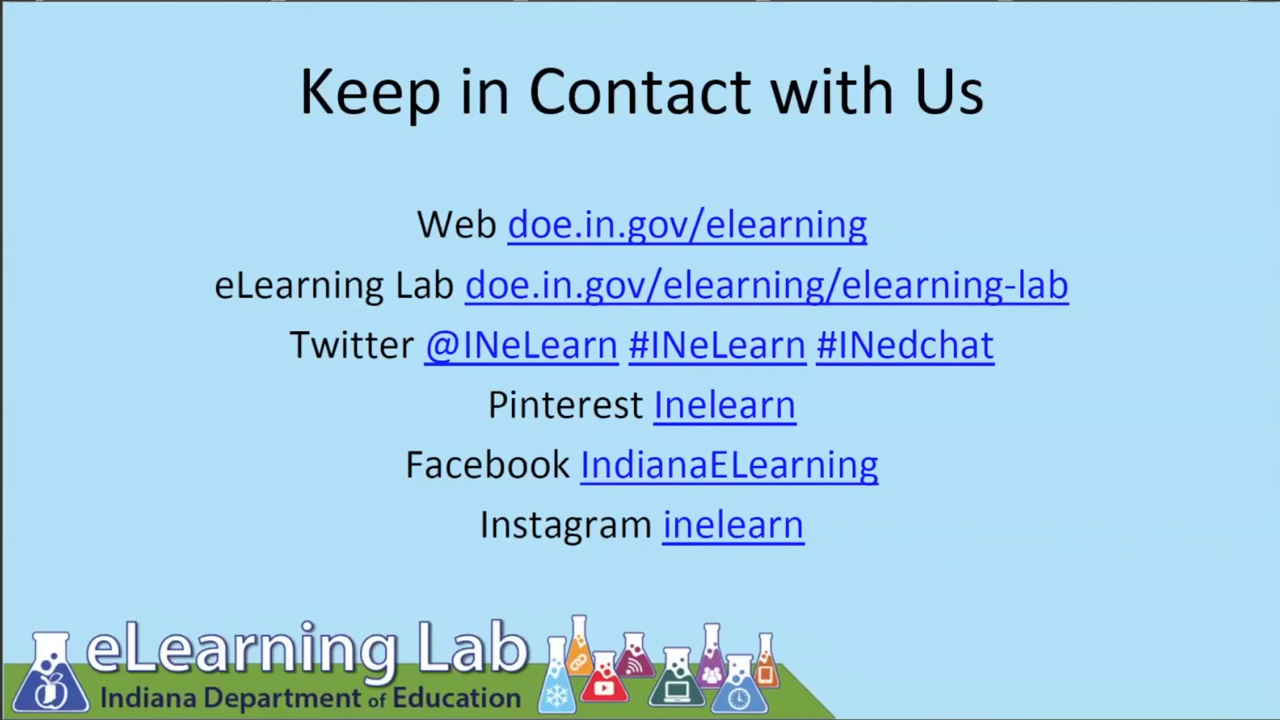 Keep in Contact with Us
Web doe.in.gov/elearning
eLearning Lab doe.in.gov/elearning/elearning-lab
Twitter @INeLearn #INeLearn #INedchat
Pinterest Inelearn
Facebook IndianaELearning
Instagram inelearn
eLearning Lab
Indiana Department of Education